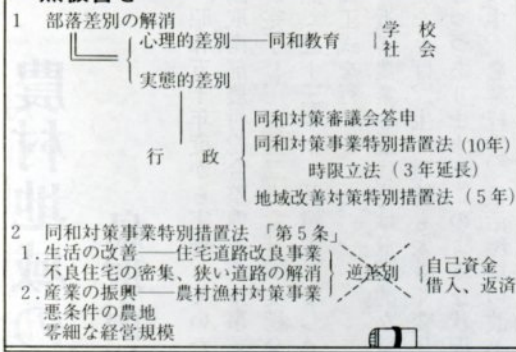 1 部落差別の解消
心理的差別——同和教育
学校
社会
実態的差別
行政
同和対策審議会答申
同和対策事業特別措置法(10年)
時限立法(3年延長)
地域改善対策特別措置法(5年)
2 同和対策事業特別措置法 「第5条」
1.生活の改善——住宅道路改良事業
不良住宅の密集、狭い道路の解消
2.産業の振興——農村漁村対策事業
悪条件の農地
零細な経営規模
逆差別
自己資金
借入、返済